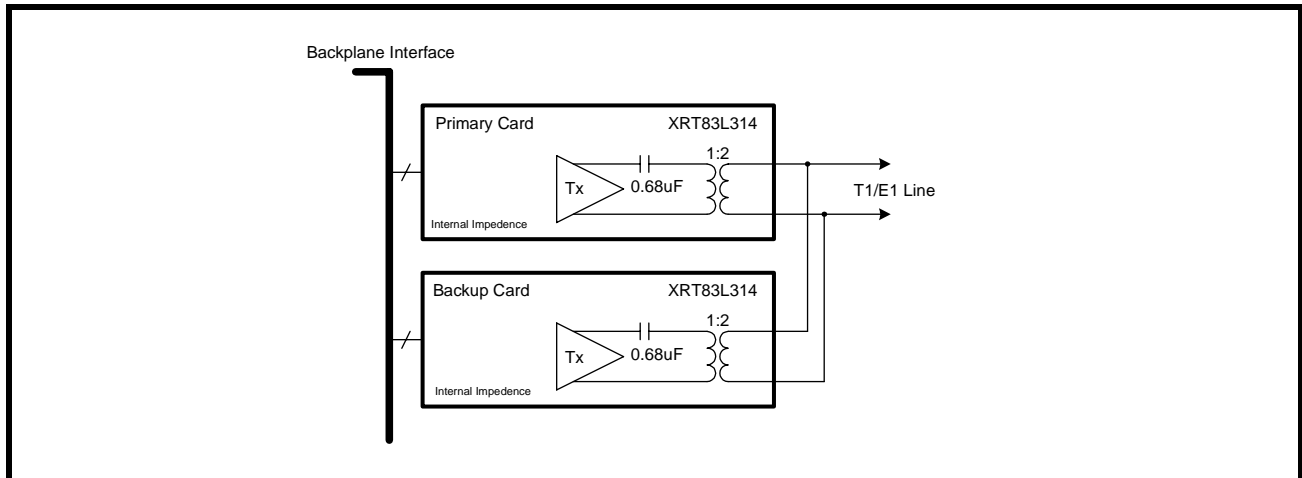 Backplane Interface
Primary Card
XRT83L314
1:2
Tx
0.68uF
T1/E1 Line
Internal Impedence
Backup Card
XRT83L314
1:2
Tx
0.68uF
Internal Impedence